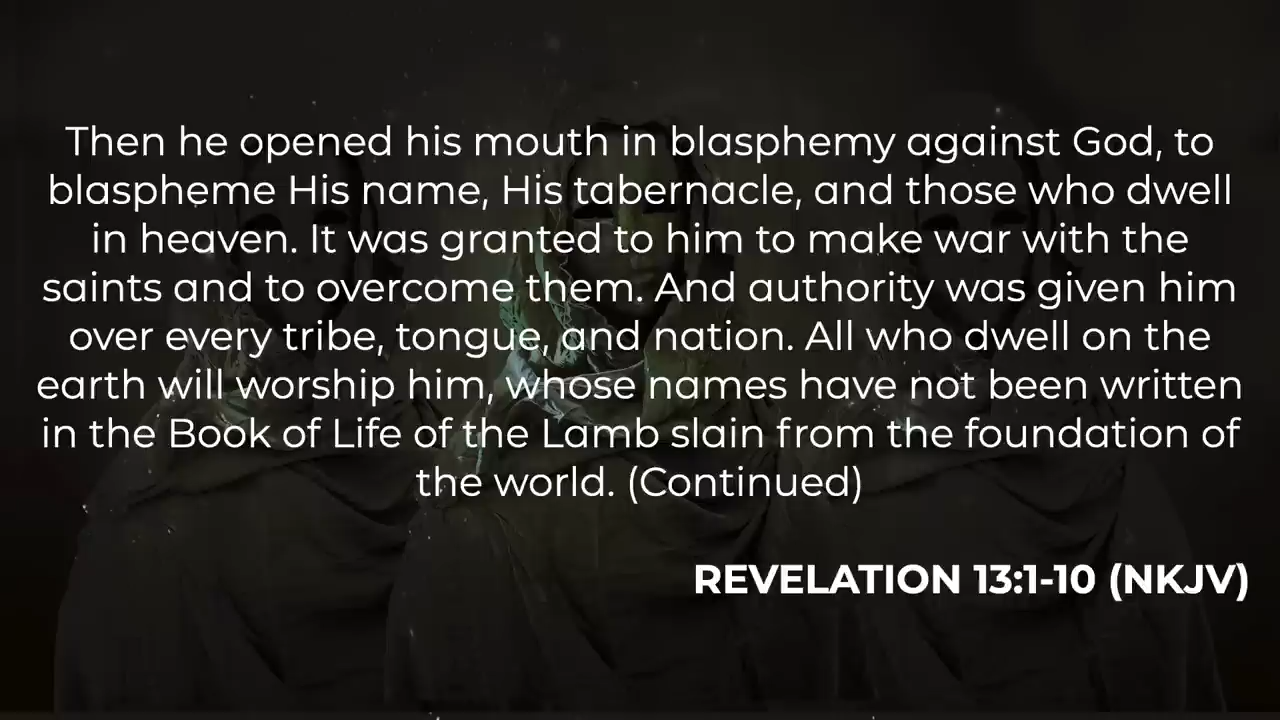 Then he opened his mouth in blasphemy against God, to
blaspheme His name, His tabernacle, and those who dwell
in heaven. It was granted to him to make war with the
saints and to overcome them. And authority was given him
over every tribe, tongue, and nation. All who dwell on the
earth will worship him, whose names have not been written
in the Book of Life of the Lamb slain from the foundation of
the world. (Continued)
REVELATION 13:1-10 (NKJV)